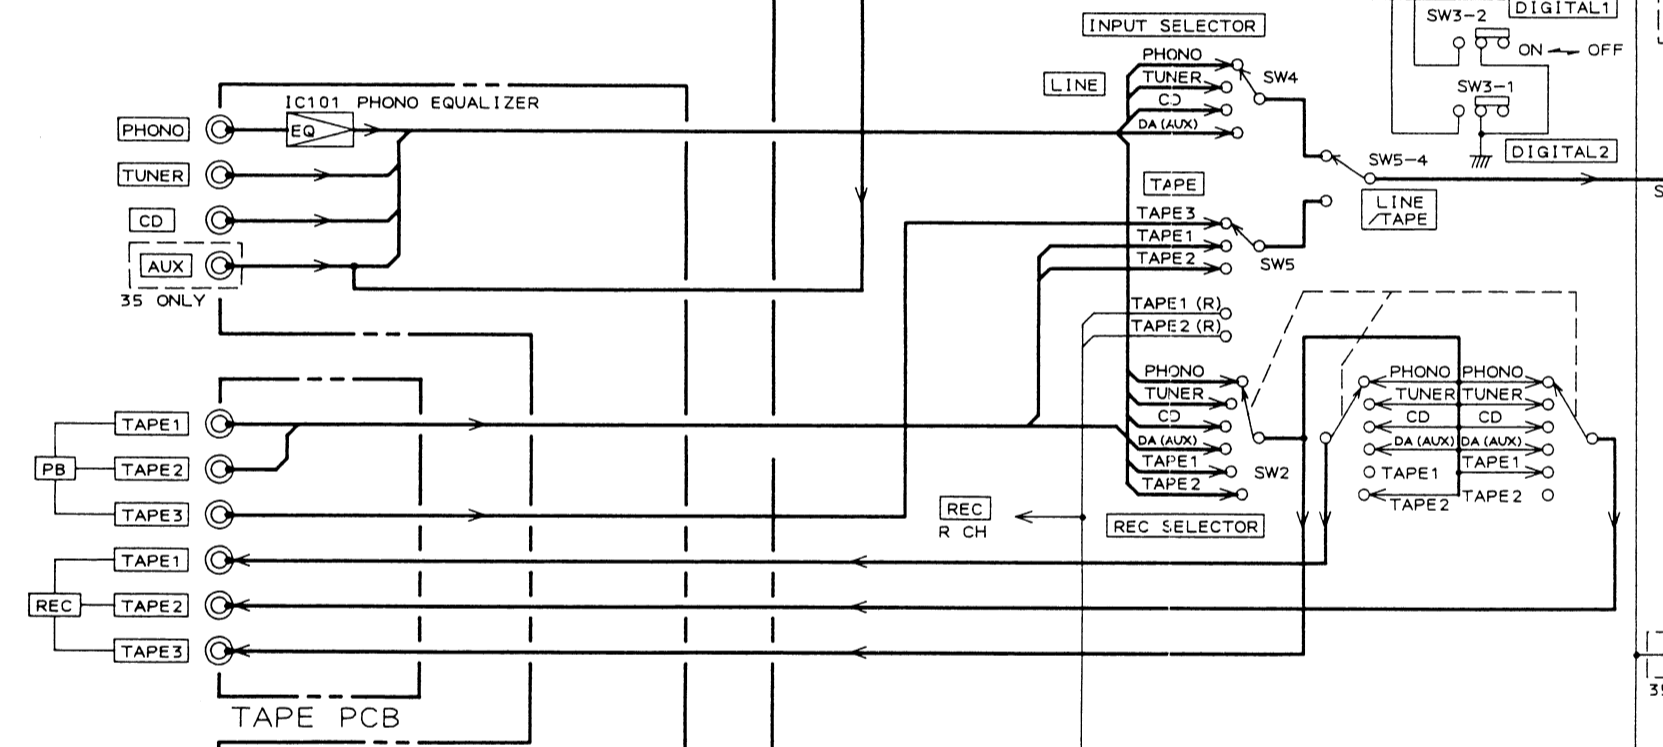 INPUT SELECTOR
SW3-2
DIGITAL1
ON OFF
PHONO
TUNER
CD
DA(AUX)
LINE
SW4
SW3-1
DIGITAL2
IC101 PHONO EQUALIZER
PHONO
EQ
TUNER
CD
AUX
35 ONLY
SW5-4
LINE
/TAPE
TAPE
TAPE3
TAPE1
TAPE2
SW5
TAPE1(R)
TAPE2(R)
PHONO
TUNER
CD
DA(AUX)
TAPE1
TAPE2
SW2
REC SELECTOR
PHONO PHONO
TUNER TUNER
CD CD
DA(AUX) DA(AUX)
TAPE1 TAPE1
TAPE2 TAPE2
REC
R CH
PB
TAPE1
TAPE2
TAPE3
REC
TAPE1
TAPE2
TAPE3
TAPE PCB